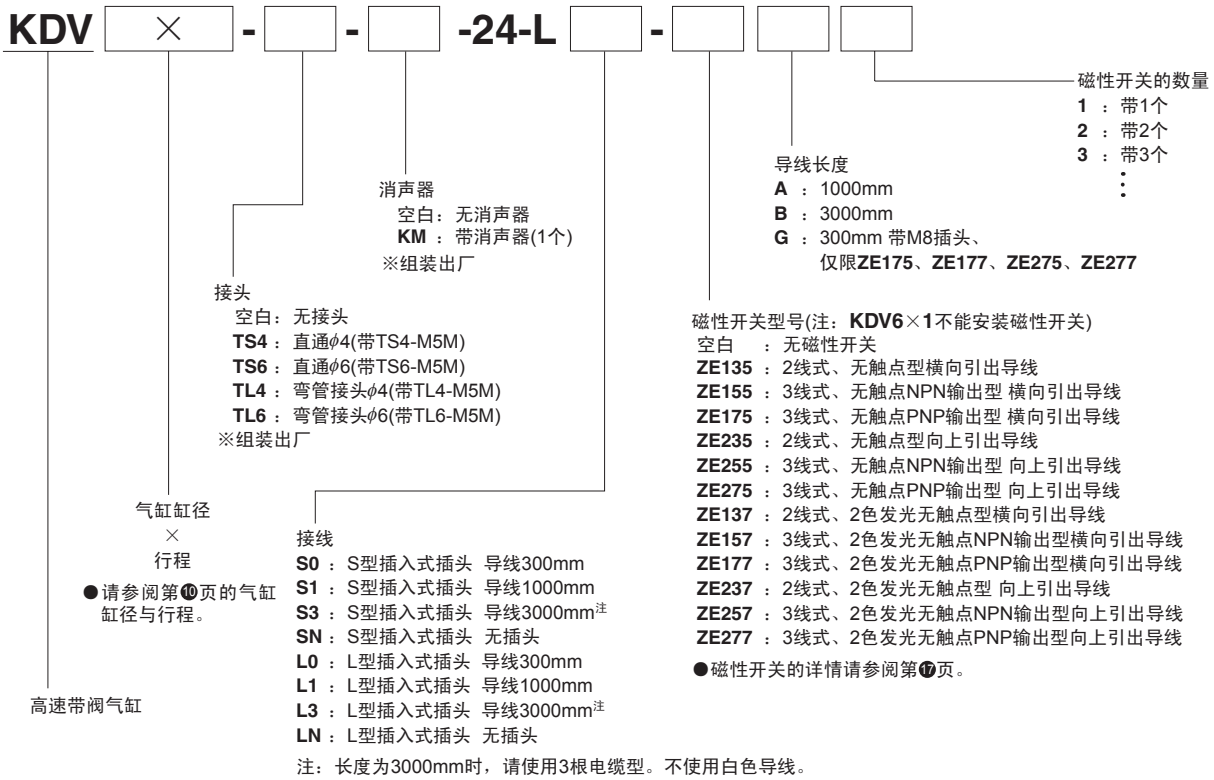 KDV × - - -24-L -
磁性开关的数量
1 ：带1个
2 ：带2个
3 ：带3个
⋮
导线长度
A ：1000mm
B ：3000mm
G ：300mm 带M8插头、
仅限ZE175、ZE177、ZE275、ZE277
消声器
空白：无消声器
KM ：带消声器(1个)
※组装出厂
接头
空白：无接头
TS4 ：直通φ4(带TS4-M5M)
TS6 ：直通φ6(带TS6-M5M)
TL4 ：弯管接头φ4(带TL4-M5M)
TL6 ：弯管接头φ6(带TL6-M5M)
※组装出厂
磁性开关型号(注：KDV6×1不能安装磁性开关)
空白 ：无磁性开关
ZE135 ：2线式、无触点型横向引出导线
ZE155 ：3线式、无触点NPN输出型 横向引出导线
ZE175 ：3线式、无触点PNP输出型 横向引出导线
ZE235 ：2线式、无触点型向上引出导线
ZE255 ：3线式、无触点NPN输出型 向上引出导线
ZE275 ：3线式、无触点PNP输出型 向上引出导线
ZE137 ：2线式、2色发光无触点型横向引出导线
ZE157 ：3线式、2色发光无触点NPN输出型横向引出导线
ZE177 ：3线式、2色发光无触点PNP输出型横向引出导线
ZE237 ：2线式、2色发光无触点型 向上引出导线
ZE257 ：3线式、2色发光无触点NPN输出型向上引出导线
ZE277 ：3线式、2色发光无触点PNP输出型向上引出导线
●磁性开关的详情请参阅第⓱页。
气缸缸径
×
行程
●请参阅第❿页的气缸
缸径与行程。
接线
S0 ：S型插入式插头 导线300mm
S1 ：S型插入式插头 导线1000mm
S3 ：S型插入式插头 导线3000mm注
SN ：S型插入式插头 无插头
L0 ：L型插入式插头 导线300mm
L1 ：L型插入式插头 导线1000mm
L3 ：L型插入式插头 导线3000mm注
LN ：L型插入式插头 无插头
注：长度为3000mm时，请使用3根电缆型。不使用白色导线。
高速带阀气缸